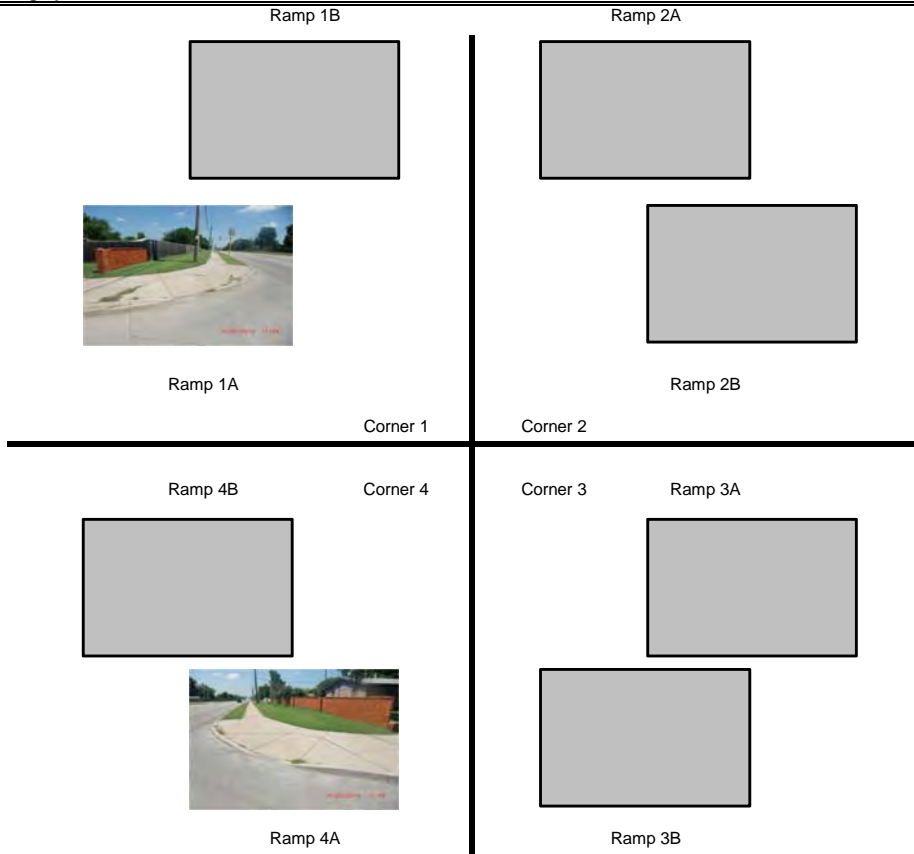 Ramp 1B Ramp 2A
Ramp 1A Ramp 2B
Corner 1 Corner 2
Ramp 4B Corner 4 Corner 3 Ramp 3A
Ramp 4A Ramp 3B